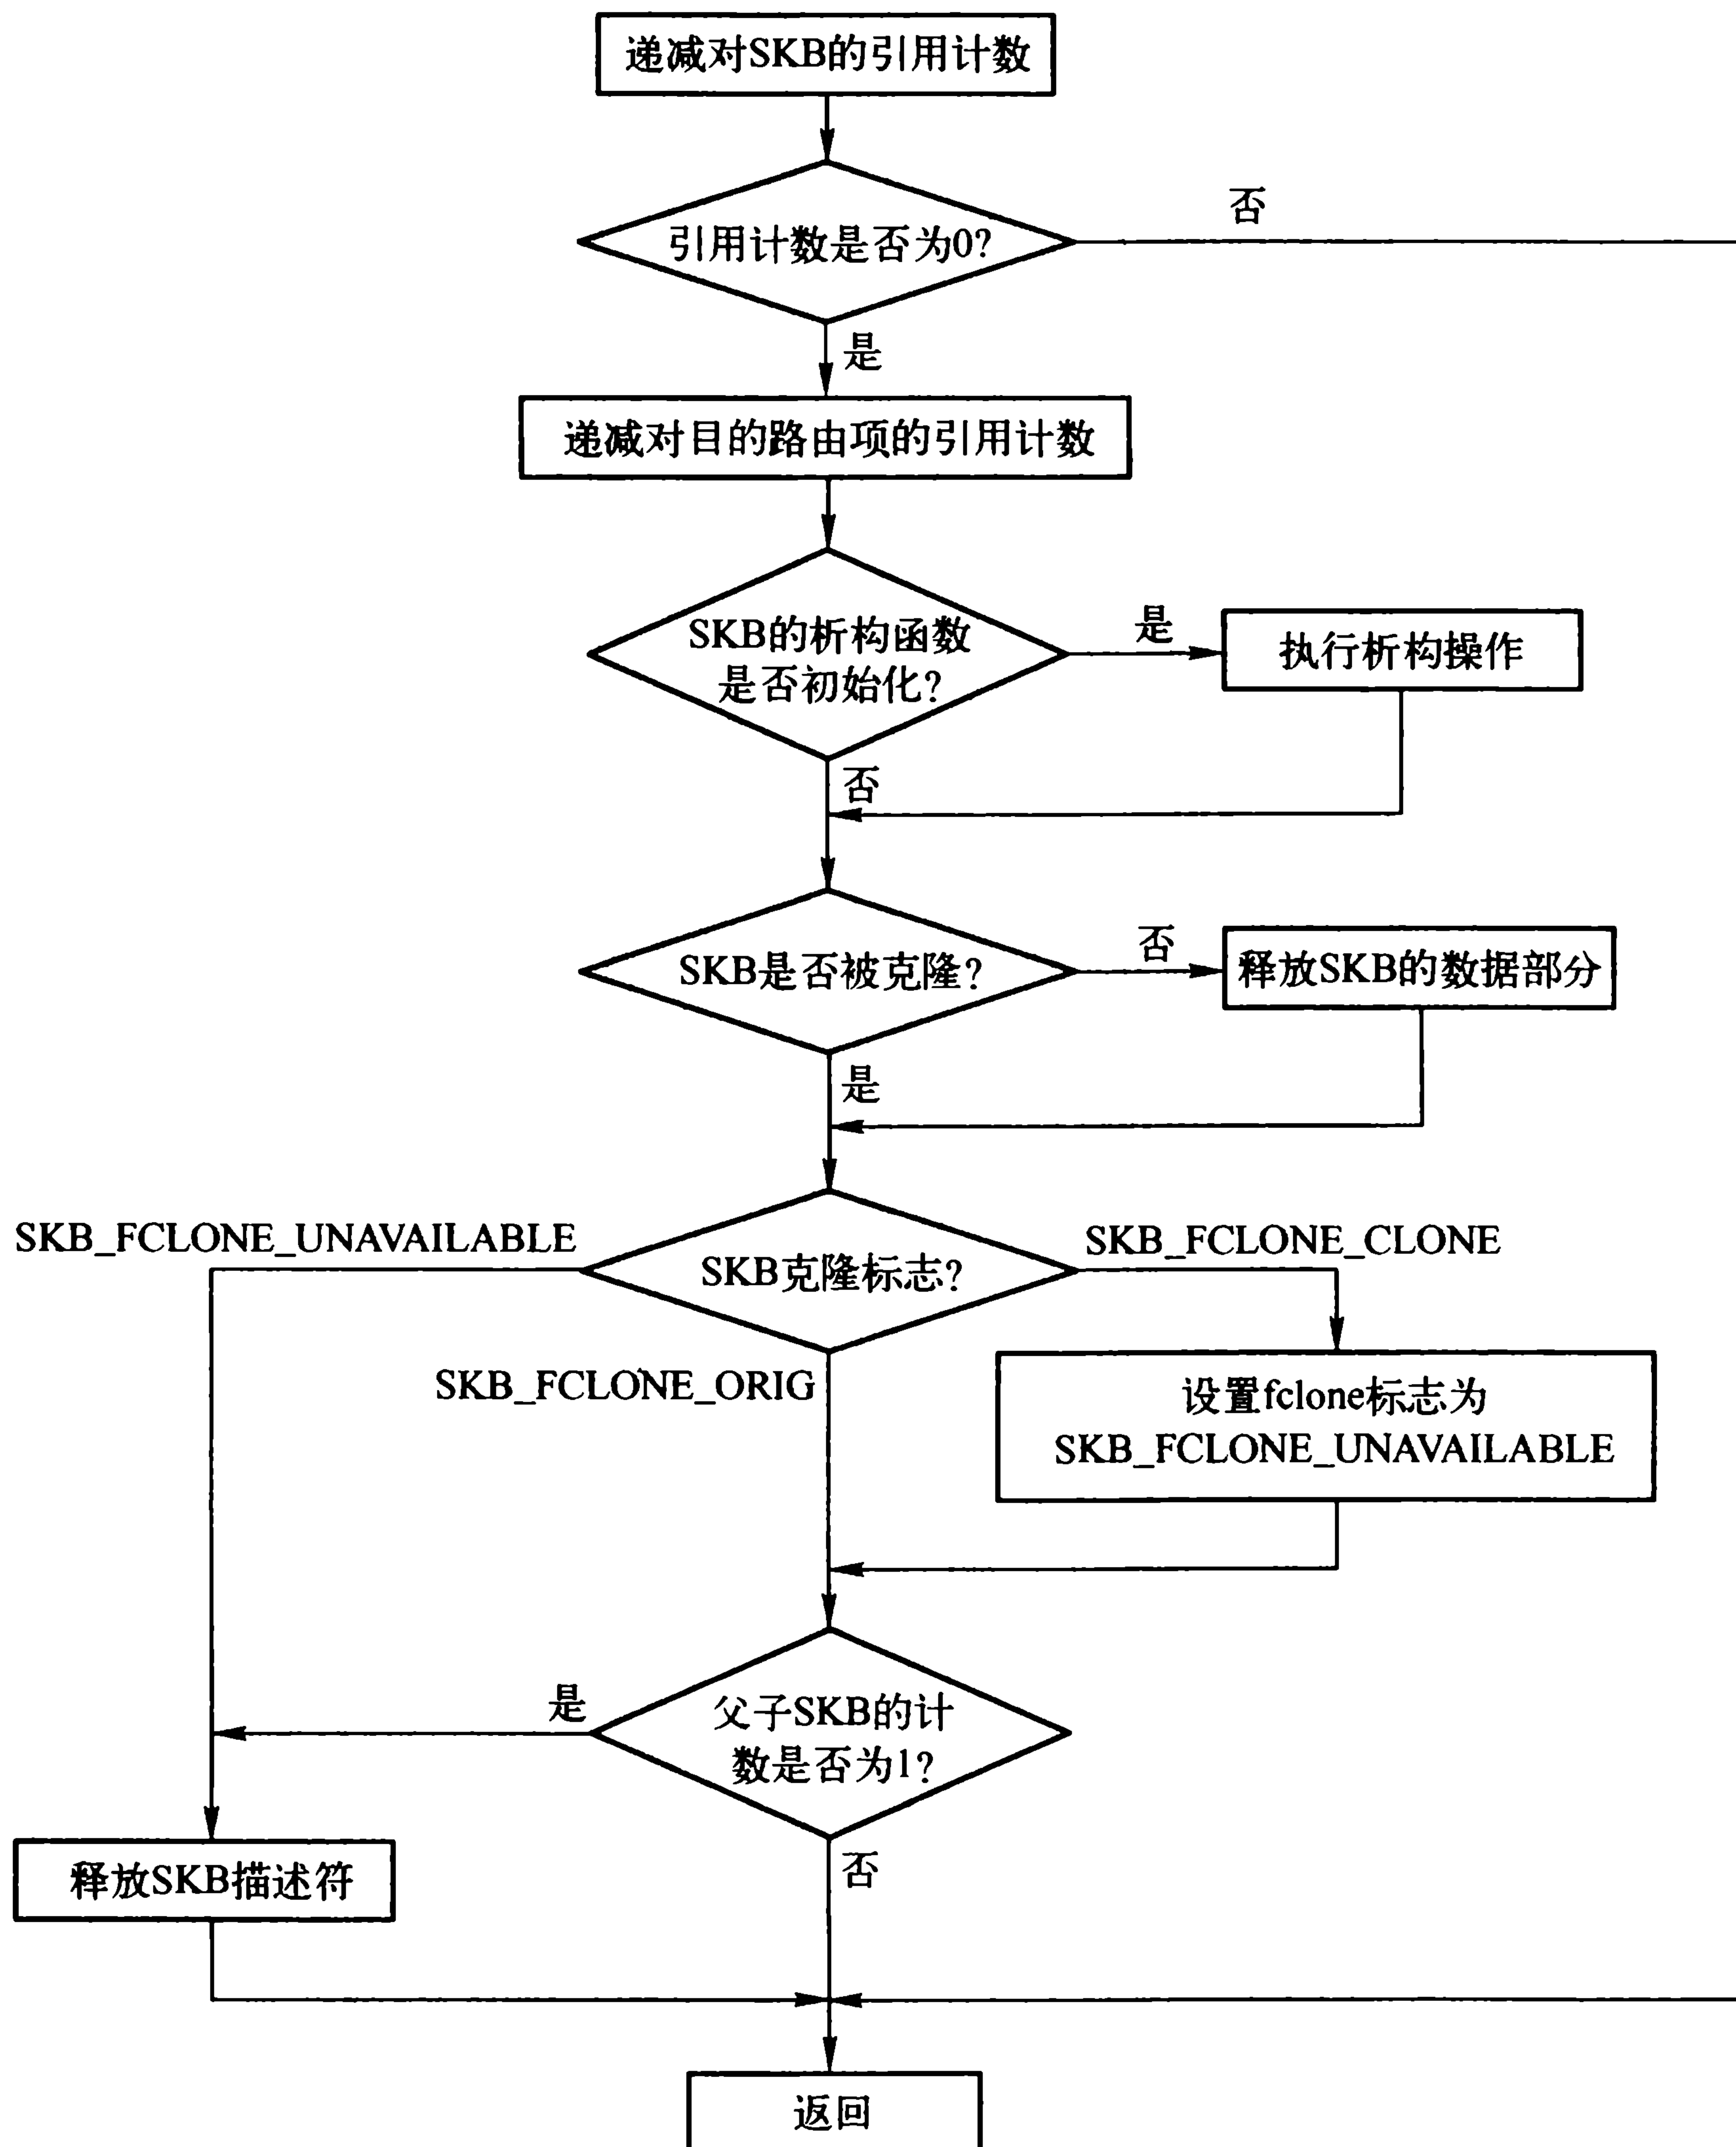 递减对SKB的引用计数
引用计数是否为0?
否
是
递减对目的路由项的引用计数
SKB的析构函数
是否初始化?
是
执行析构操作
否
SKB是否被克隆?
否
释放SKB的数据部分
是
SKB克隆标志?
SKB_FCLONE_UNAVAILABLE
SKB_FCLONE_CLONE
SKB_FCLONE_ORIG
设置fclone标志为
SKB_FCLONE_UNAVAILABLE
父子SKB的计
数是否为1?
是
释放SKB描述符
否
返回